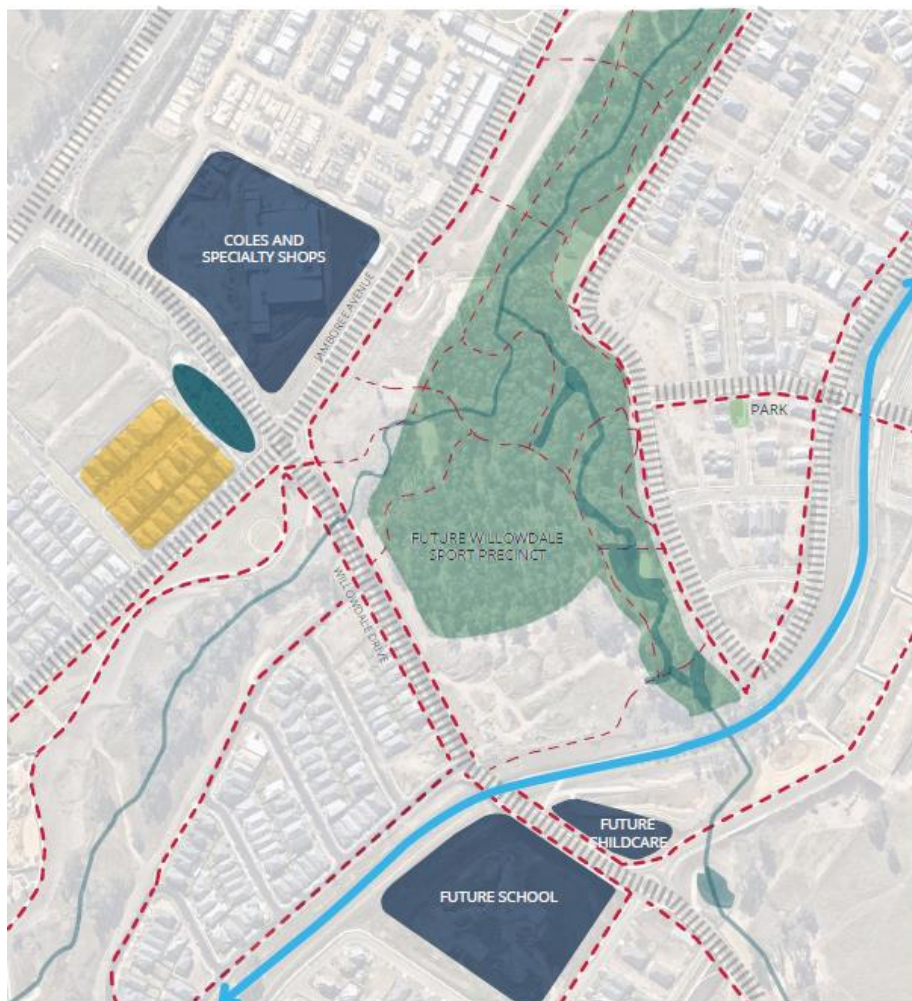 COLES AND
SPECIALTY SHOPS
JAMBOREE AVENUE
PARK
FUTURE WILLOWDALE
SPORT PRECINCT
WILLOWDALE DRIVE
FUTURE
CHILDCARE
FUTURE SCHOOL